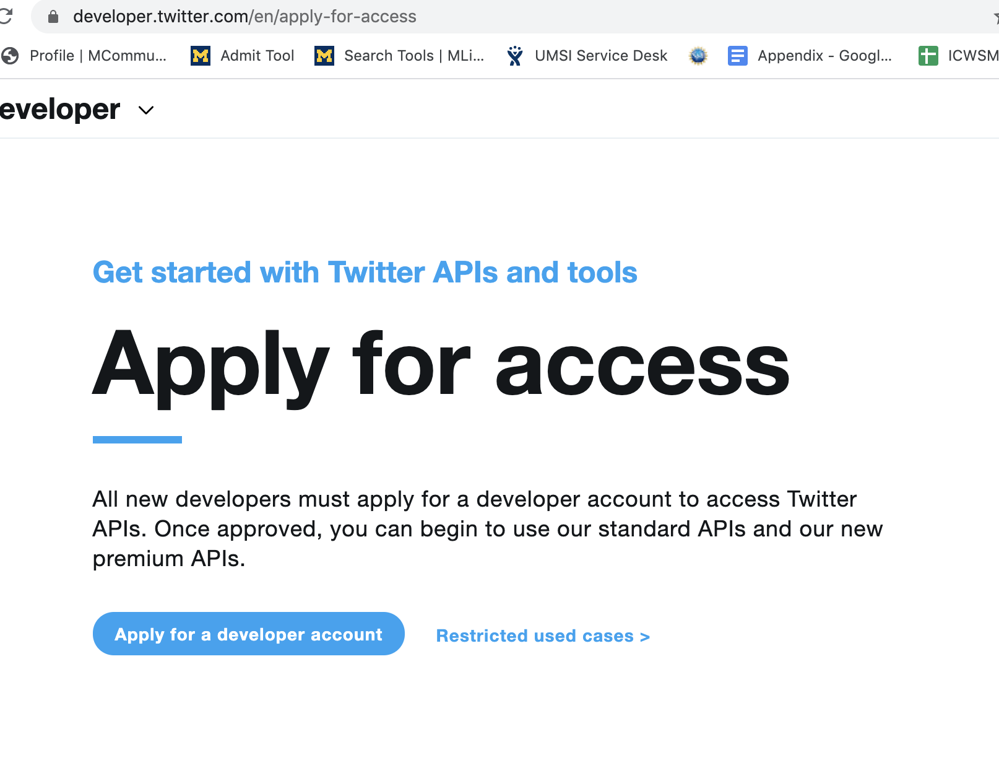 developer.twitter.com/en/apply-for-access
Profile | MCommu... Admit Tool Search Tools | MLi... UMSI Service Desk Appendix - Googl... ICWSM
eveloper
Get started with Twitter APIs and tools
Apply for access
All new developers must apply for a developer account to access Twitter
APIs. Once approved, you can begin to use our standard APIs and our new
premium APIs.
Apply for a developer account Restricted used cases >